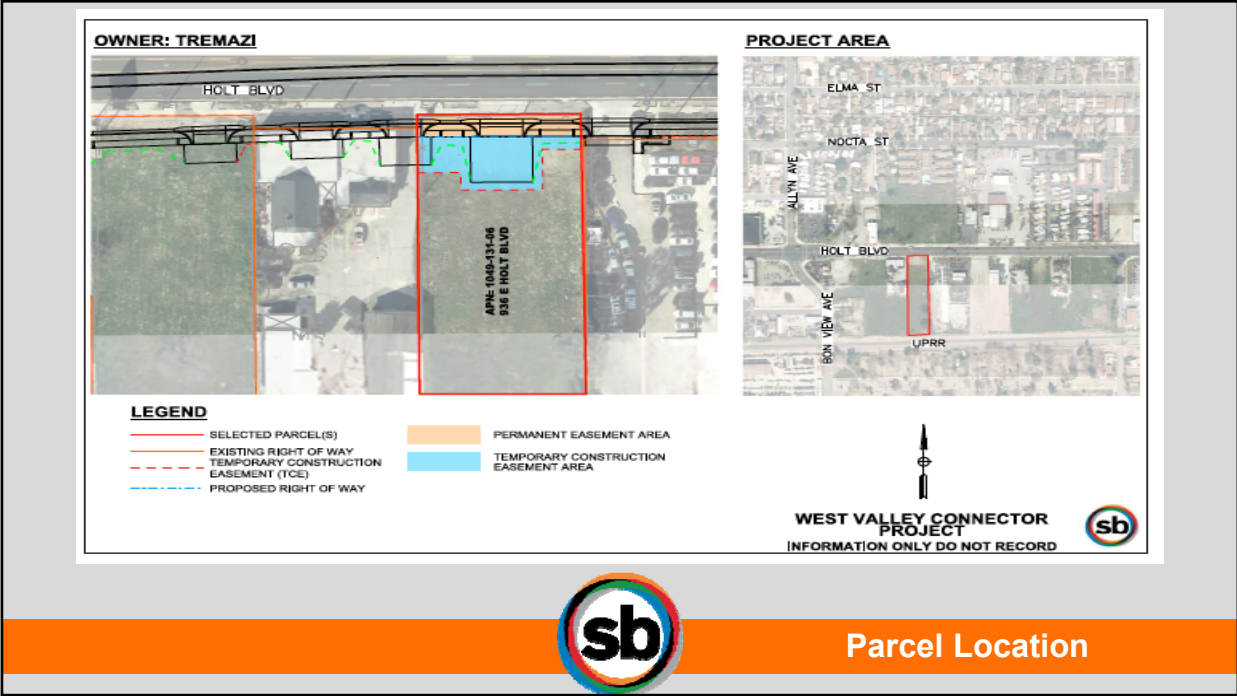 OWNER: TREMAZI
HOLT BLVD
APN: 1049-131-06
936 E HOLT BLVD
PROJECT AREA
ELMA ST
NOCTA ST
ALLYN AVE
HOLT BLVD
BON VIEW AVE
UPRR
LEGEND
SELECTED PARCEL(S)
EXISTING RIGHT OF WAY
TEMPORARY CONSTRUCTION
EASEMENT (TCE)
PROPOSED RIGHT OF WAY
PERMANENT EASEMENT AREA
TEMPORARY CONSTRUCTION
EASEMENT AREA
WEST VALLEY CONNECTOR
PROJECT
INFORMATION ONLY DO NOT RECORD
sb
sb
Parcel Location